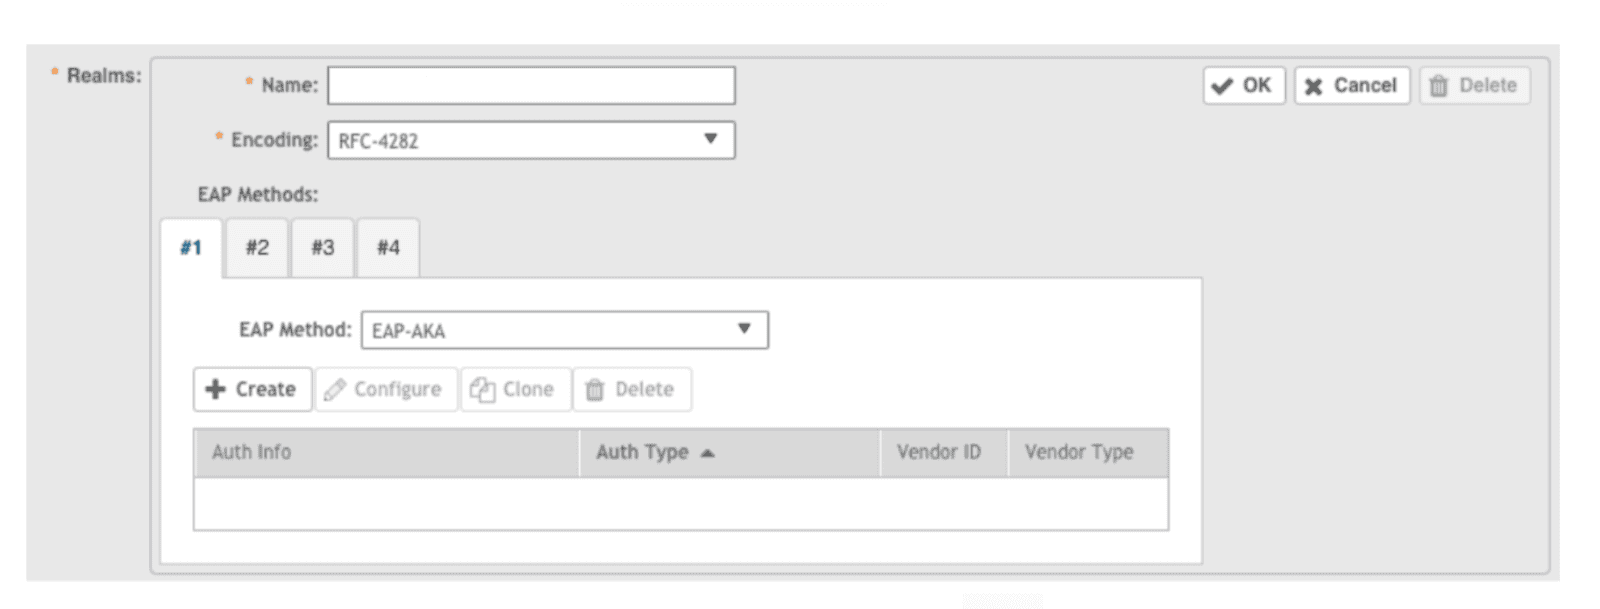 * Realms:
* Name:
OK Cancel Delete
* Encoding: RFC-4282
EAP Methods:
#1 #2 #3 #4
EAP Method: EAP-AKA
Create Configure Clone Delete
Auth Info Auth Type Vendor ID Vendor Type